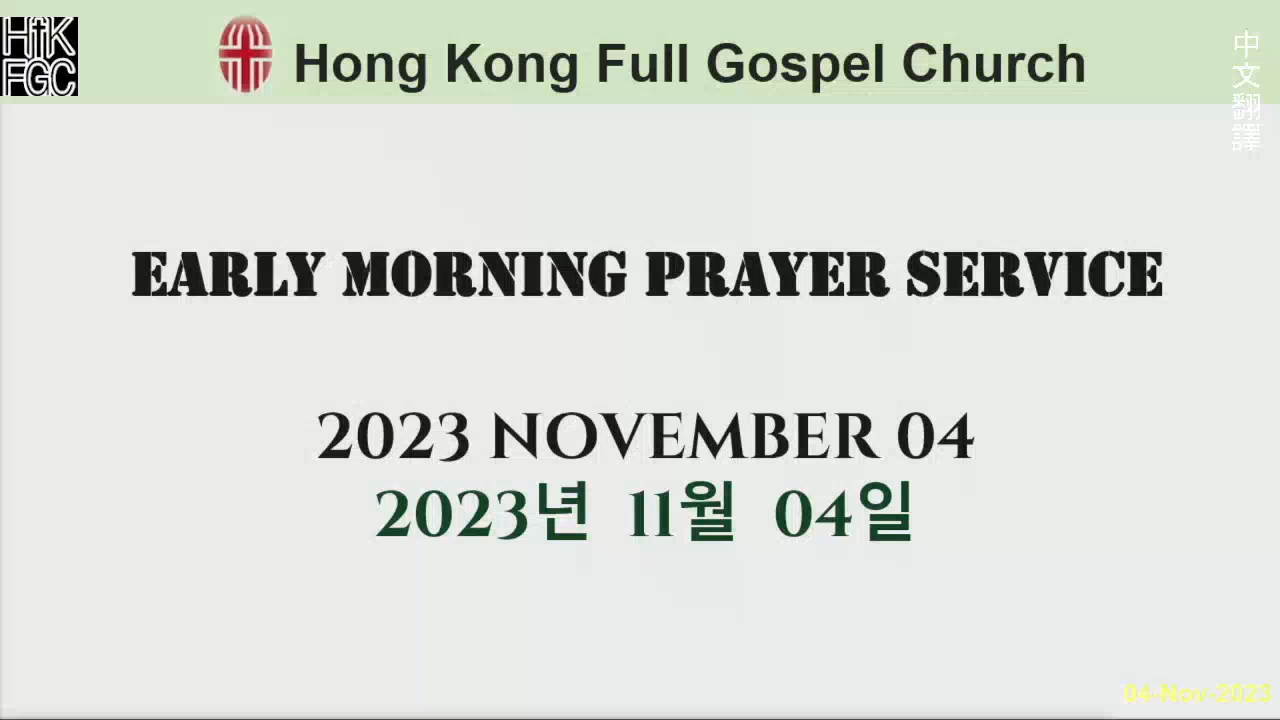 HK
FGC
Hong Kong Full Gospel Church
中文翻譯
EARLY MORNING PRAYER SERVICE
2023 NOVEMBER 04
2023년 11월 04일
04-Nov-2023